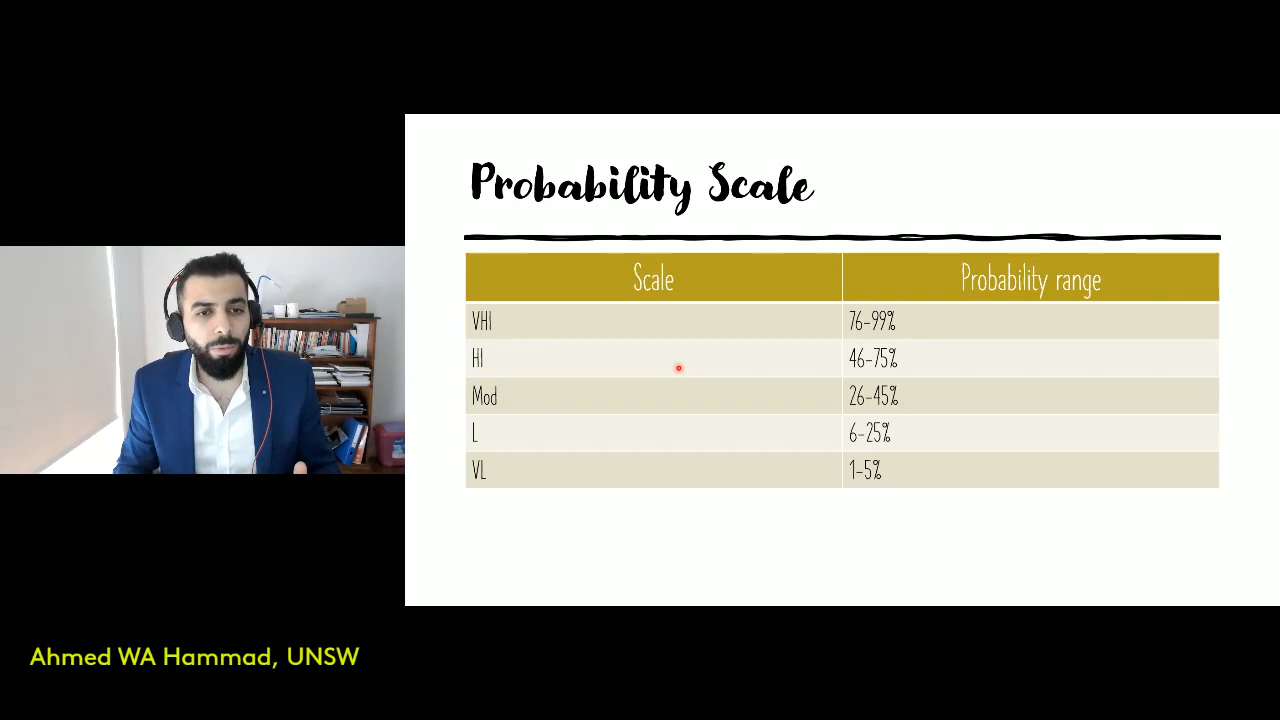 Probability Scale
Scale Probability range
VHI 76-99%
HI 46-75%
Mod 26-45%
L 6-25%
VL 1-5%
Ahmed WA Hammad, UNSW